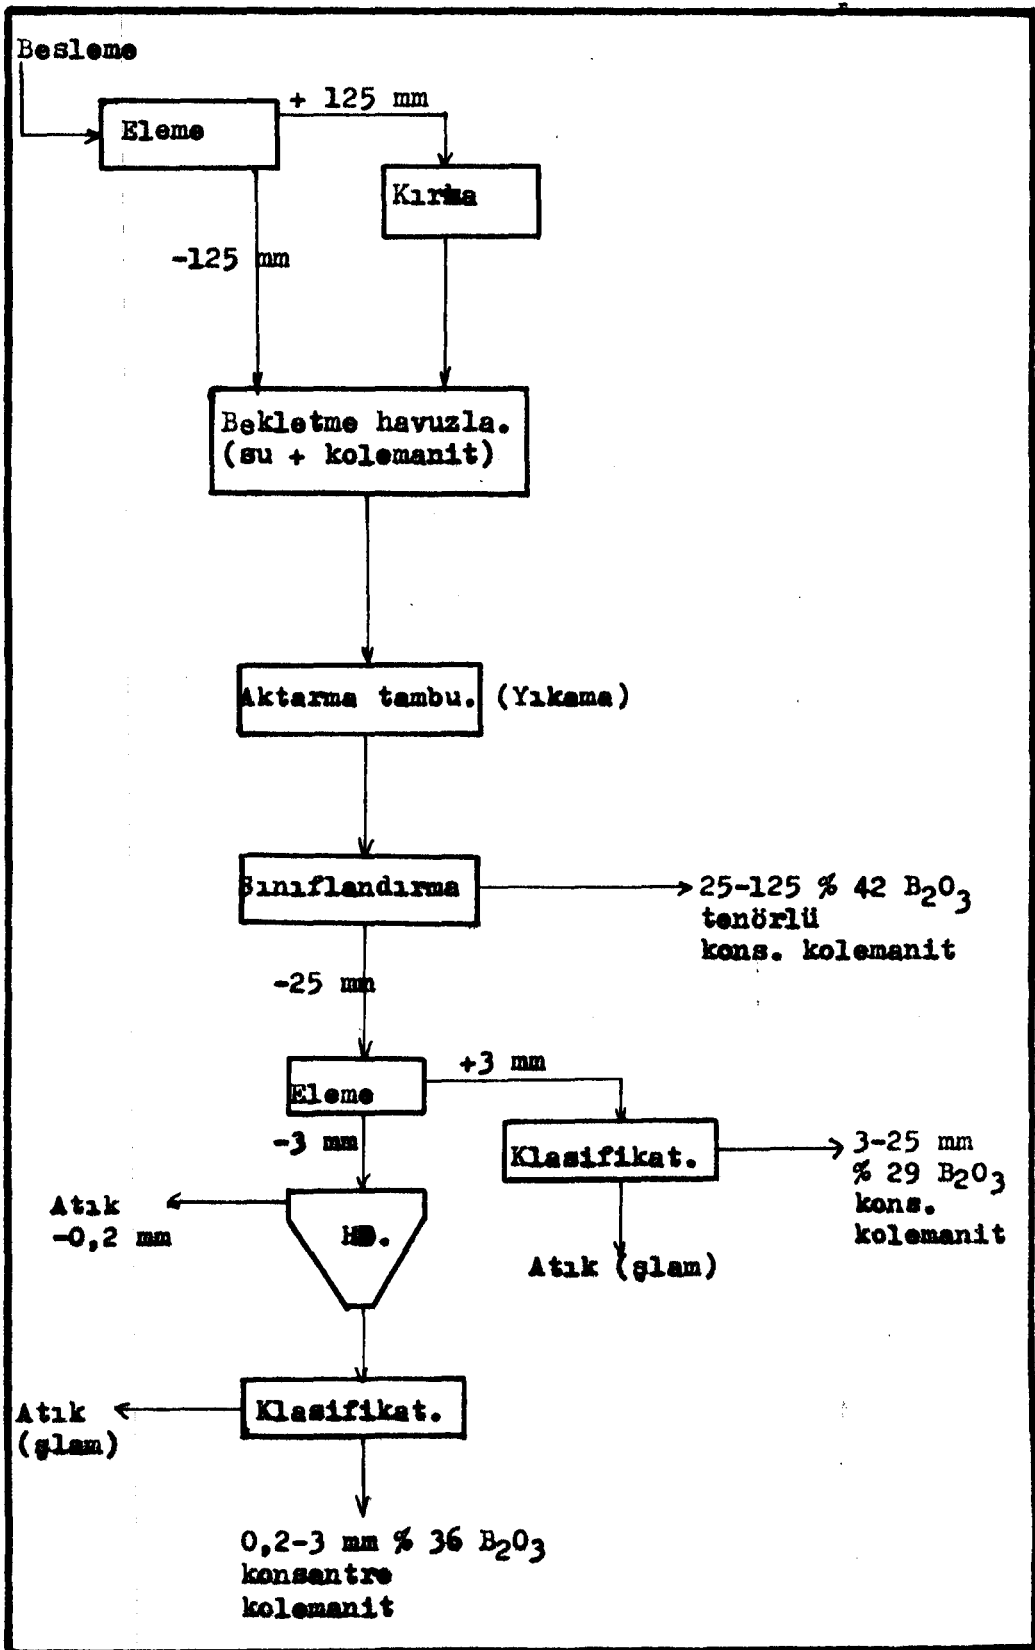 Besleme
+ 125 mm
Eleme
Kırma
-125 mm
Bekletme havuzla.
(su + kolemanit)
Aktarma tambu. (Yıkama)
Sınıflandırma
25-125 % 42 B2O3
tenörlü
kons. kolemanit
-25 mm
+3 mm
Eleme
-3 mm
Klasifikat.
3-25 mm
% 29 B2O3
kons.
kolemanit
Atık
-0,2 mm
Atık (şlam)
Klasifikat.
Atık
(şlam)
0,2-3 mm % 36 B2O3
konsantre
kolemanit